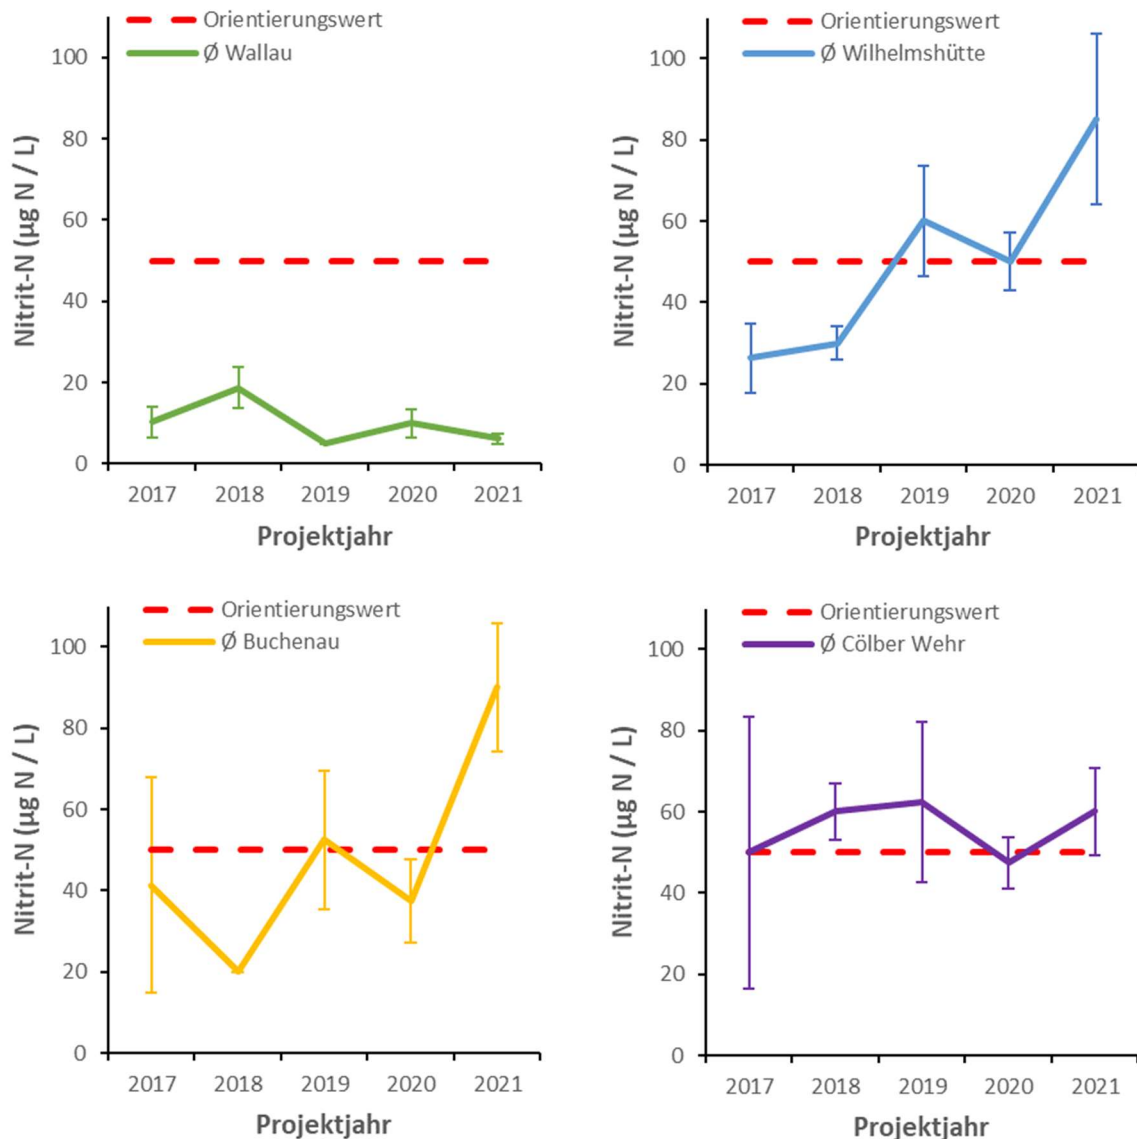 Orientierungswert
Ø Wallau
Nitrit-N (µg N / L)
100
80
60
40
20
0
2017 2018 2019 2020 2021
Projektjahr
Orientierungswert
Ø Wilhelmshütte
Nitrit-N (µg N / L)
100
80
60
40
20
0
2017 2018 2019 2020 2021
Projektjahr
Orientierungswert
Ø Buchenau
Nitrit-N (µg N / L)
100
80
60
40
20
0
2017 2018 2019 2020 2021
Projektjahr
Orientierungswert
Ø Cölber Wehr
Nitrit-N (µg N / L)
100
80
60
40
20
0
2017 2018 2019 2020 2021
Projektjahr